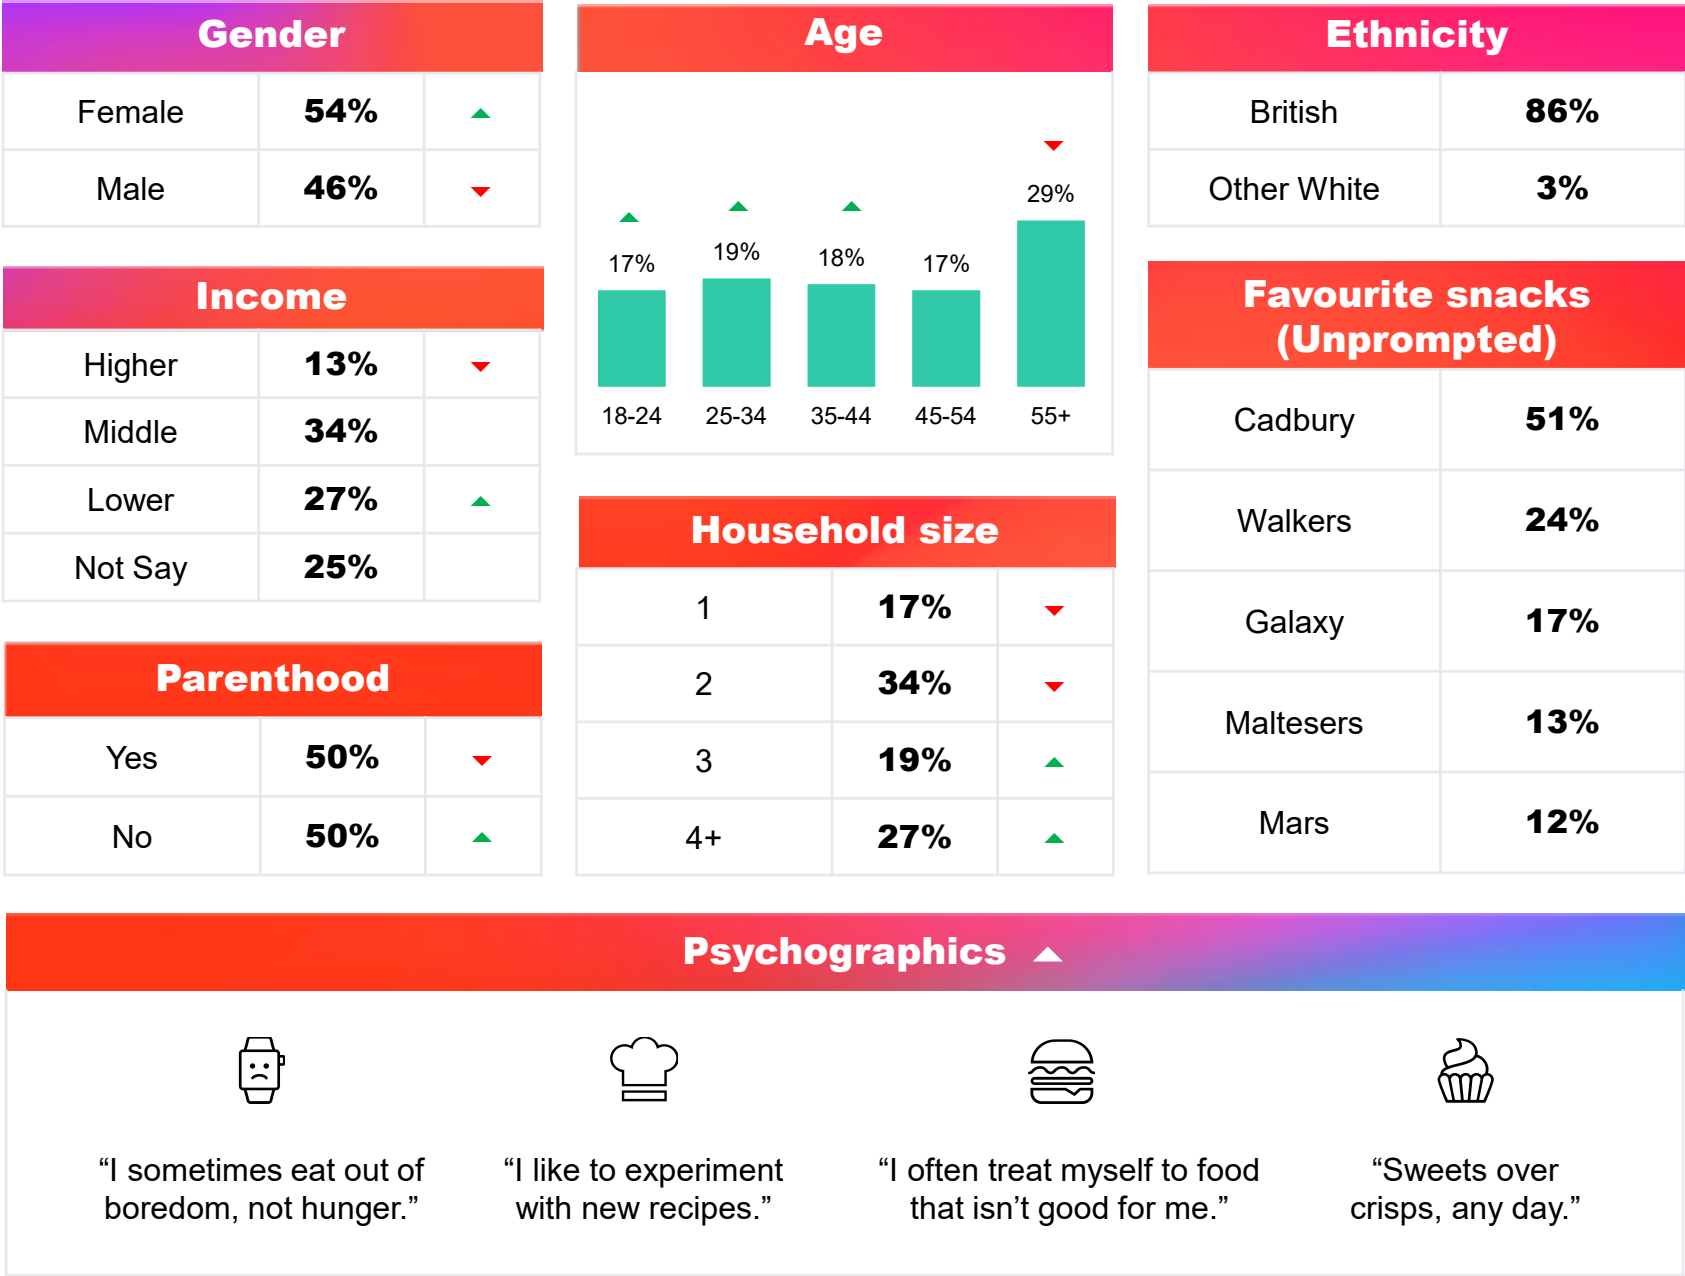 Gender
Female 54%
Male 46%
Income
Higher 13%
Middle 34%
Lower 27%
Not Say 25%
Parenthood
Yes 50%
No 50%
Age
17% 19% 18% 17% 29%
18-24 25-34 35-44 45-54 55+
Household size
1 17%
2 34%
3 19%
4+ 27%
Ethnicity
British 86%
Other White 3%
Favourite snacks
(Unprompted)
Cadbury 51%
Walkers 24%
Galaxy 17%
Maltesers 13%
Mars 12%
Psychographics
“I sometimes eat out of
boredom, not hunger.”
“I like to experiment
with new recipes.”
“I often treat myself to food
that isn’t good for me.”
“Sweets over
crisps, any day.”